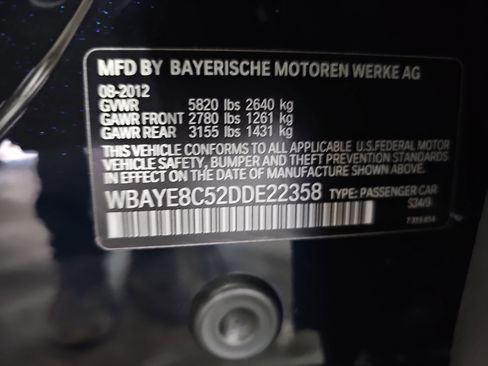 MFD BY BAYERISCHE MOTOREN WERKE AG
08-2012
GVWR 5820 lbs 2640 kg
GAWR FRONT 2780 lbs 1261 kg
GAWR REAR 3155 lbs 1431 kg
THIS VEHICLE CONFORMS TO ALL APPLICABLE U.S.FEDERAL MOTOR
VEHICLE SAFETY, BUMPER AND THEFT PREVENTION STANDARDS
IN EFFECT ON THE DATE OF MANUFACTURE SHOWN ABOVE.
WBAYE8C52DDE22358 TYPE: PASSENGER CAR